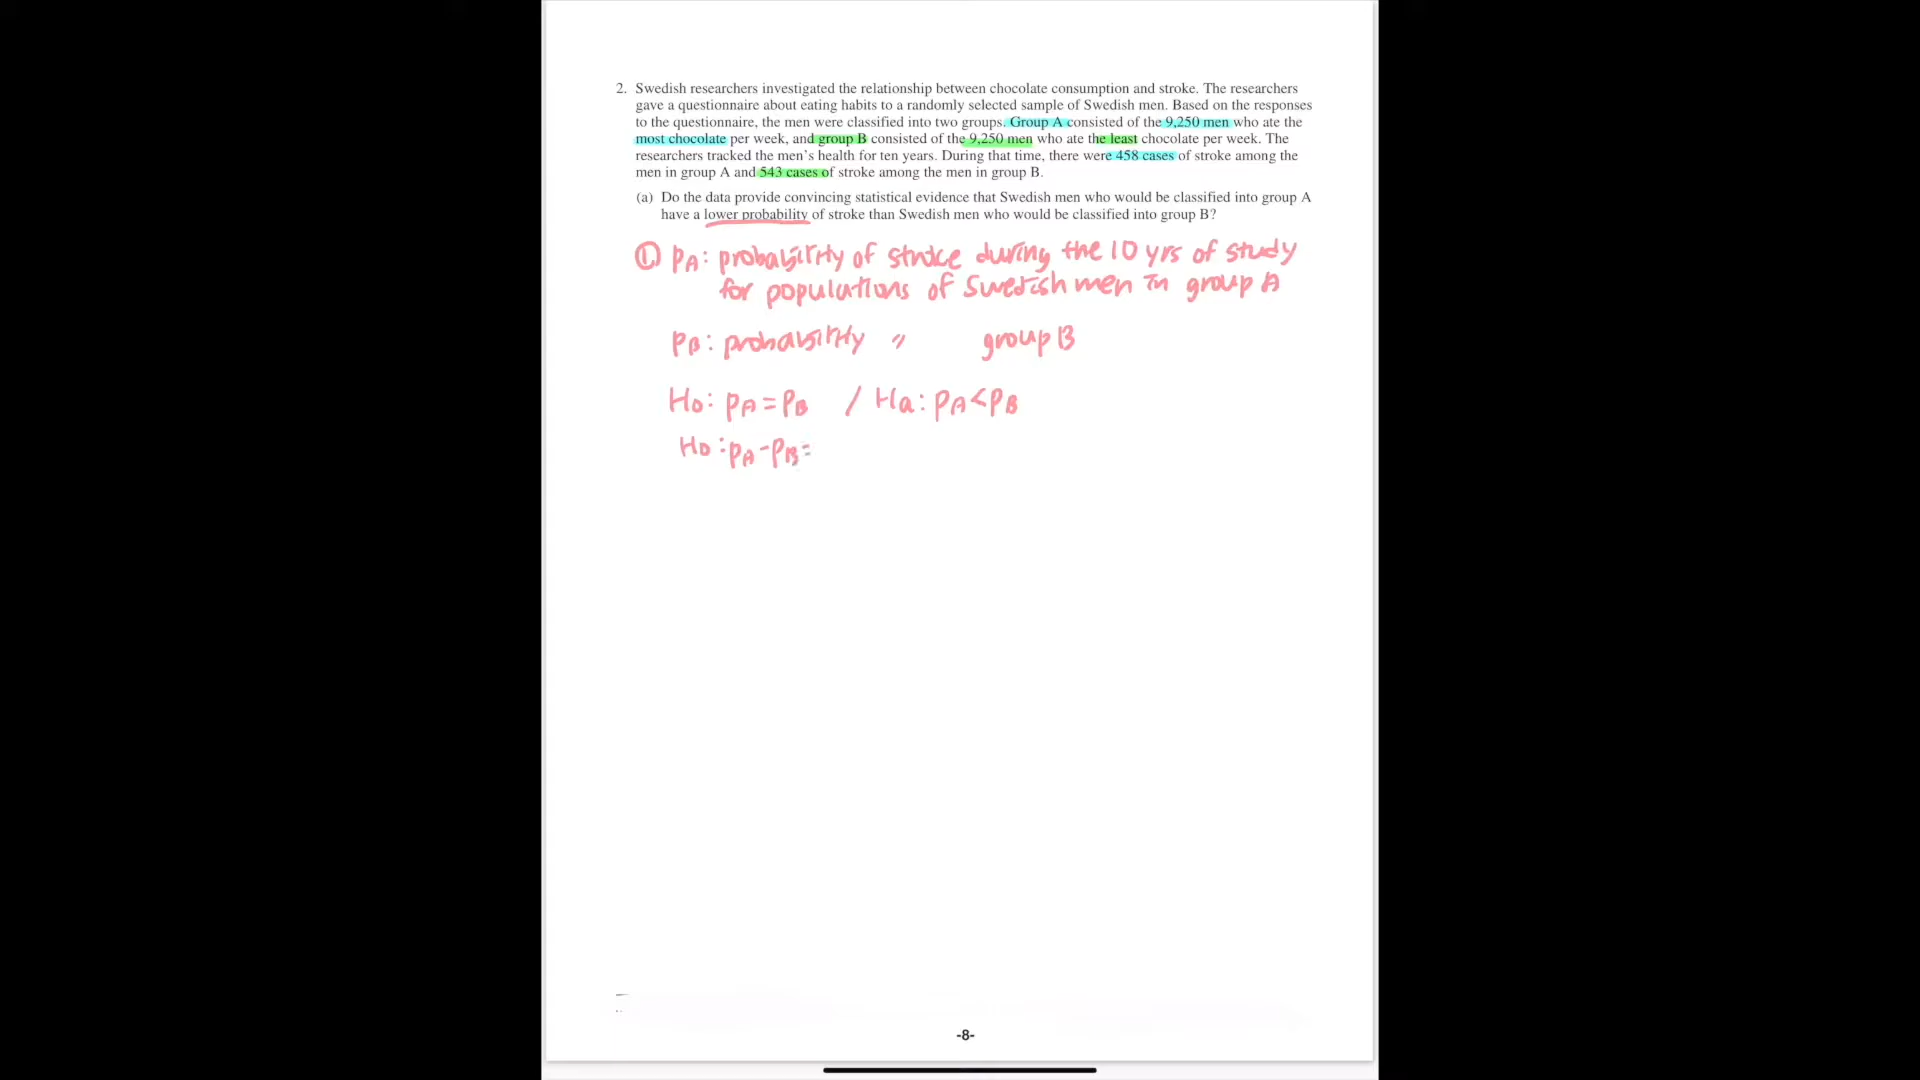 2. Swedish researchers investigated the relationship between chocolate consumption and stroke. The researchers
gave a questionnaire about eating habits to a randomly selected sample of Swedish men. Based on the responses
to the questionnaire, the men were classified into two groups. Group A consisted of the 9,250 men who ate the
most chocolate per week, and group B consisted of the 9,250 men who ate the least chocolate per week. The
researchers tracked the men's health for ten years. During that time, there were 458 cases of stroke among the
men in group A and 543 cases of stroke among the men in group B.
(a) Do the data provide convincing statistical evidence that Swedish men who would be classified into group A
have a lower probability of stroke than Swedish men who would be classified into group B?
① pA: probability of stroke during the 10 yrs of study
for populations of Swedish men in group A
pB: probability 〃 group B
H0: pA = pB / Ha: pA < pB
H0: pA - pB =
-8-